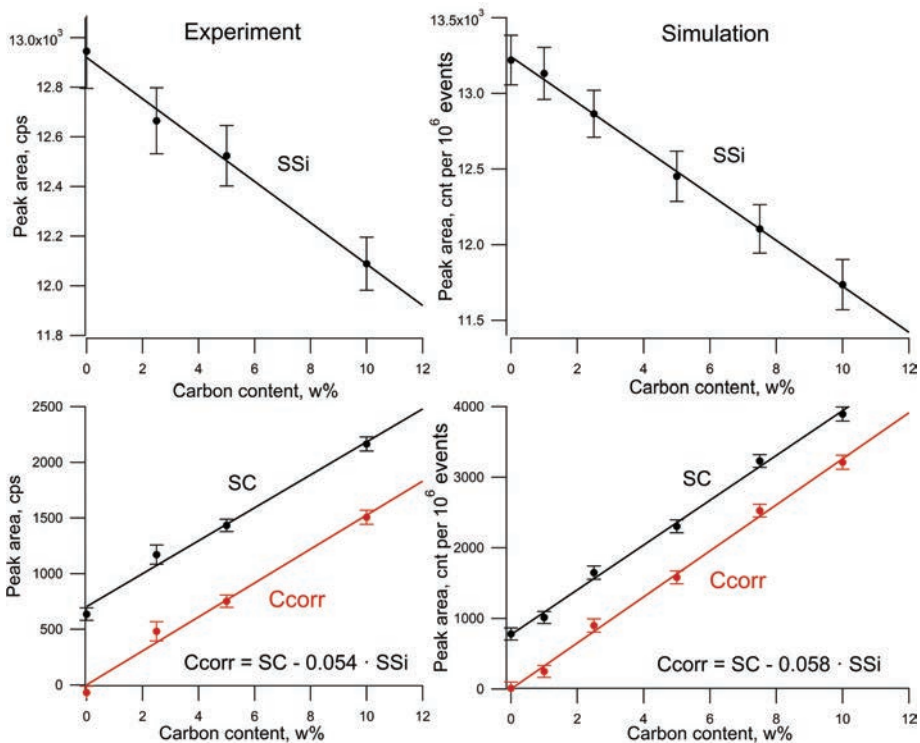 Experiment
13.0x10³
12.8
12.6
12.4
12.2
12.0
11.8
Peak area, cps
SSi
0 2 4 6 8 10 12
Carbon content, w%
Simulation
13.5x10³
13.0
12.5
12.0
11.5
Peak area, cnt per 10⁶ events
SSi
0 2 4 6 8 10 12
Carbon content, w%
2500
2000
1500
1000
500
0
Peak area, cps
SC
Ccorr
Ccorr = SC - 0.054 · SSi
0 2 4 6 8 10 12
Carbon content, w%
4000
3000
2000
1000
0
Peak area, cnt per 10⁶ events
SC
Ccorr
Ccorr = SC - 0.058 · SSi
0 2 4 6 8 10 12
Carbon content, w%